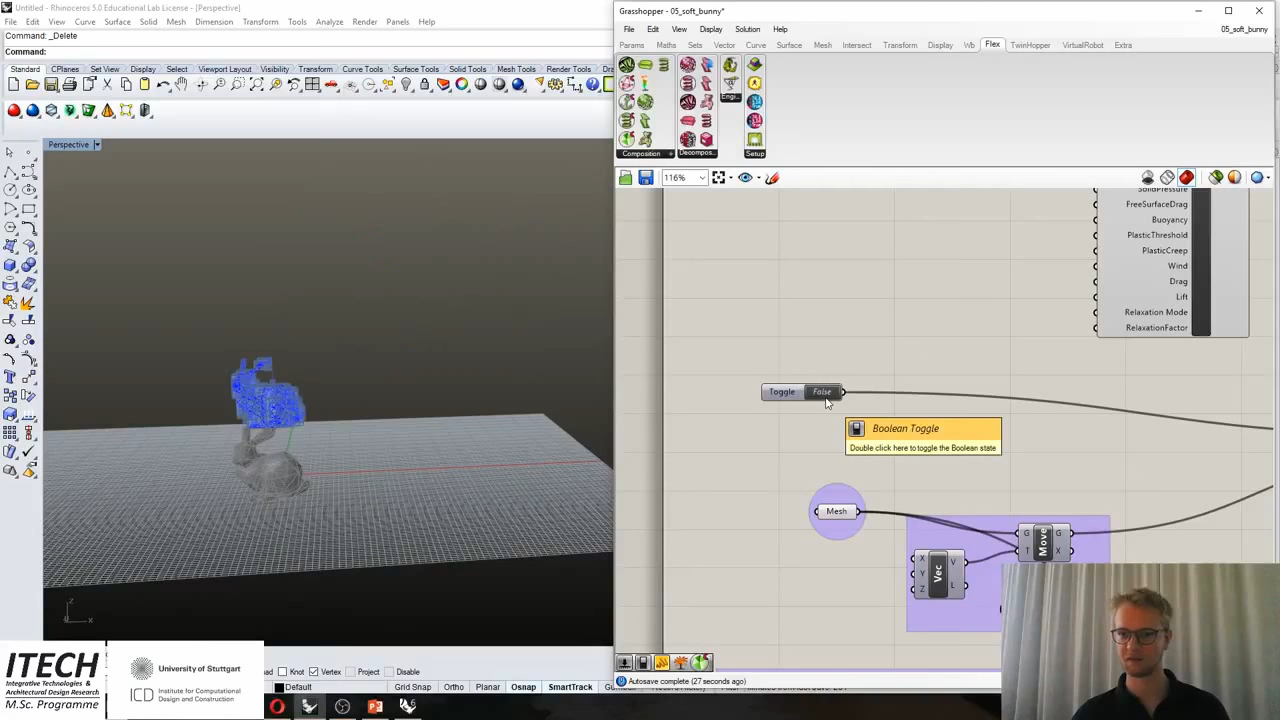 Untitled - Rhinoceros 5.0 Educational Lab License - [Perspective]
File Edit View Curve Surface Solid Mesh Dimension Transform Tools Analyze Render Panels Help
Command: _Delete
Command:
Standard CPlanes Set View Display Select Viewport Layout Visibility Transform Curve Tools Surface Tools Solid Tools Mesh Tools Render Tools
Perspective
z
x
Knot Vertex Project Disable
Default Grid Snap Ortho Planar Osnap SmartTrack
ITECH
Integrative Technologies &
Architectural Design Research
M.Sc. Programme
University of Stuttgart
ICD Institute for Computational
Design and Construction
Grasshopper - 05_soft_bunny*
File Edit View Display Solution Help 05_soft_bunny*
Params Maths Sets Vector Curve Surface Mesh Intersect Transform Display Wb Flex TwinHopper VirtualRobot Extra
Composition Decompos... Engi... Setup
116%
SolidPressure
FreeSurfaceDrag
Buoyancy
PlasticThreshold
PlasticCreep
Wind
Drag
Lift
Relaxation Mode
RelaxationFactor
Toggle False
Boolean Toggle
Double click here to toggle the Boolean state
Mesh
G Move G
T X
X Vec V
Y
Z L
Autosave complete (27 seconds ago)